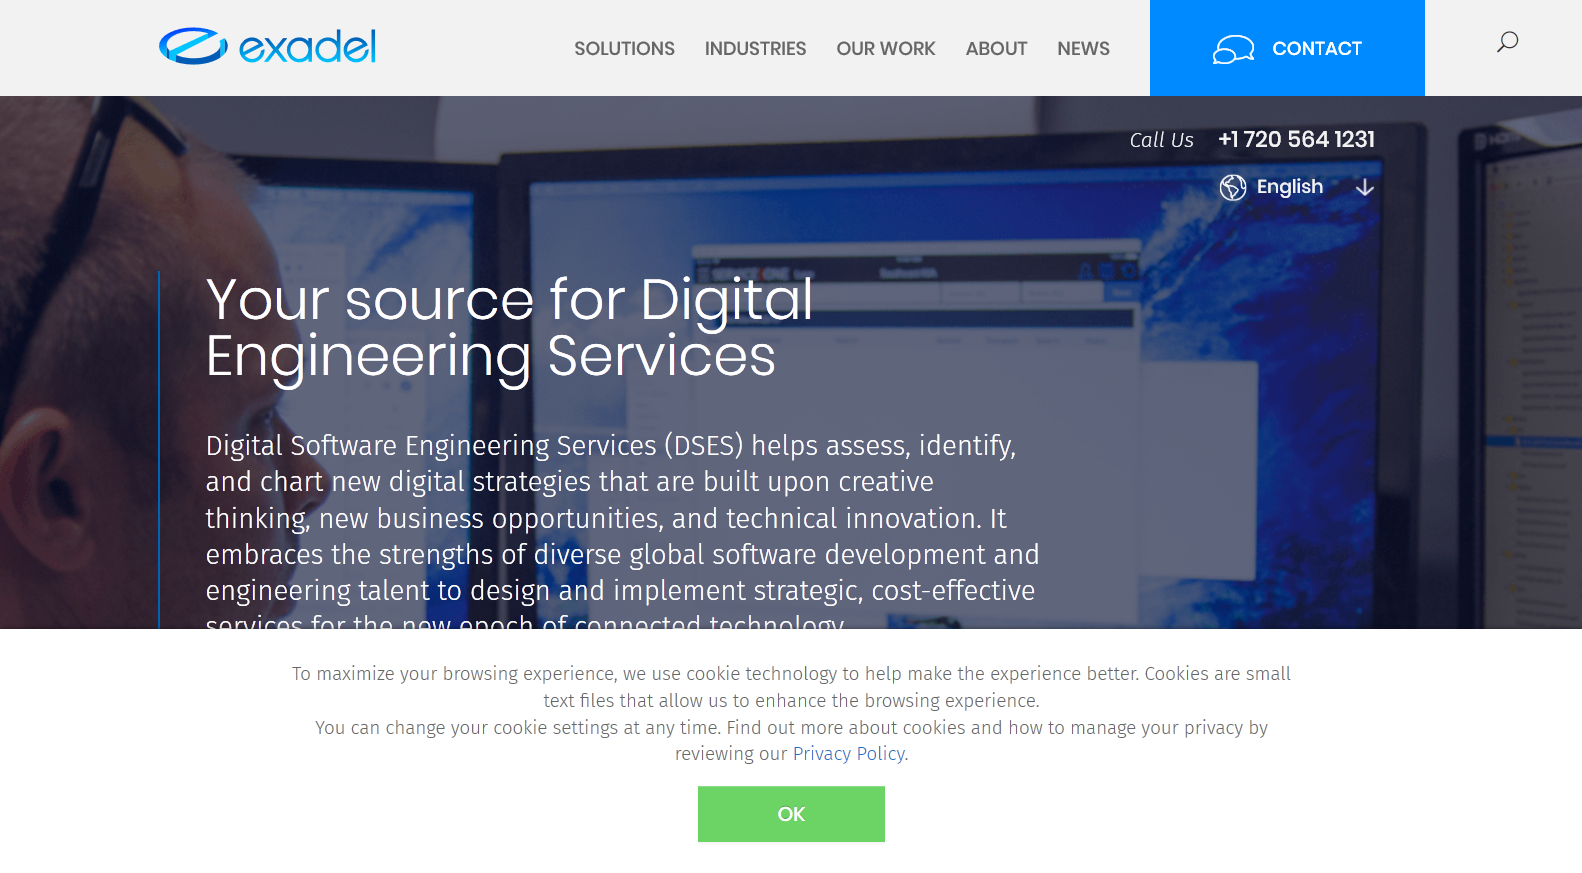 exadel
SOLUTIONS
INDUSTRIES
OUR WORK
ABOUT
NEWS
CONTACT
Call Us +1 720 564 1231
English
Your source for Digital
Engineering Services
Digital Software Engineering Services (DSES) helps assess, identify,
and chart new digital strategies that are built upon creative
thinking, new business opportunities, and technical innovation. It
embraces the strengths of diverse global software development and
engineering talent to design and implement strategic, cost-effective
services for the new epoch of connected technology
To maximize your browsing experience, we use cookie technology to help make the experience better. Cookies are small
text files that allow us to enhance the browsing experience.
You can change your cookie settings at any time. Find out more about cookies and how to manage your privacy by
reviewing our Privacy Policy.
OK